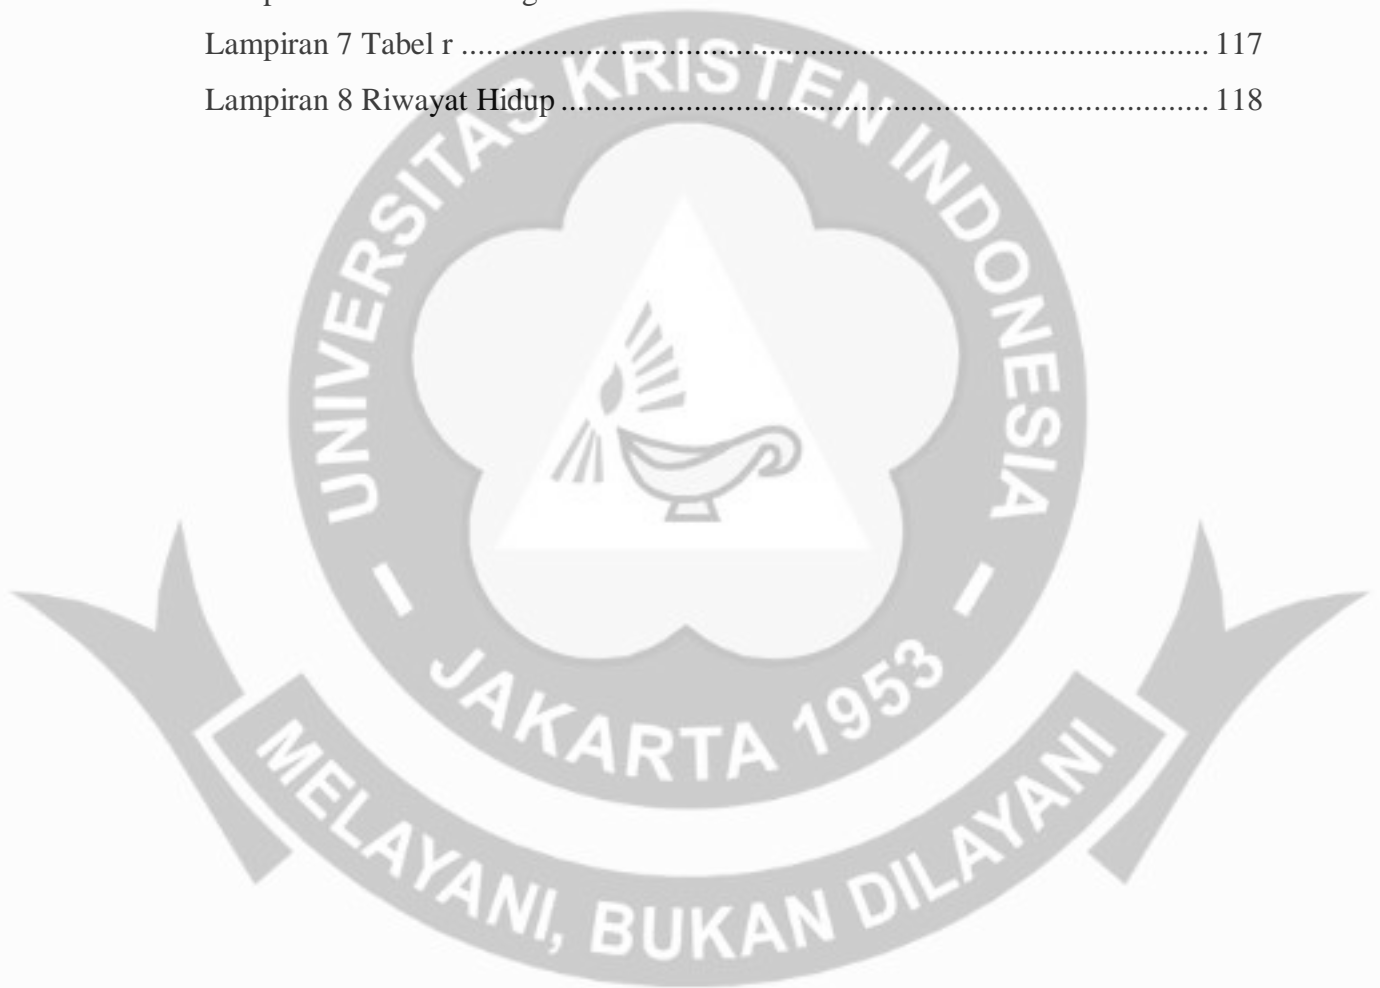 Lampiran 7 Tabel r ........................................................................................... 117
Lampiran 8 Riwayat Hidup ............................................................................... 118
UNIVERSITAS KRISTEN INDONESIA
JAKARTA 1953
MELAYANI, BUKAN DILAYANI